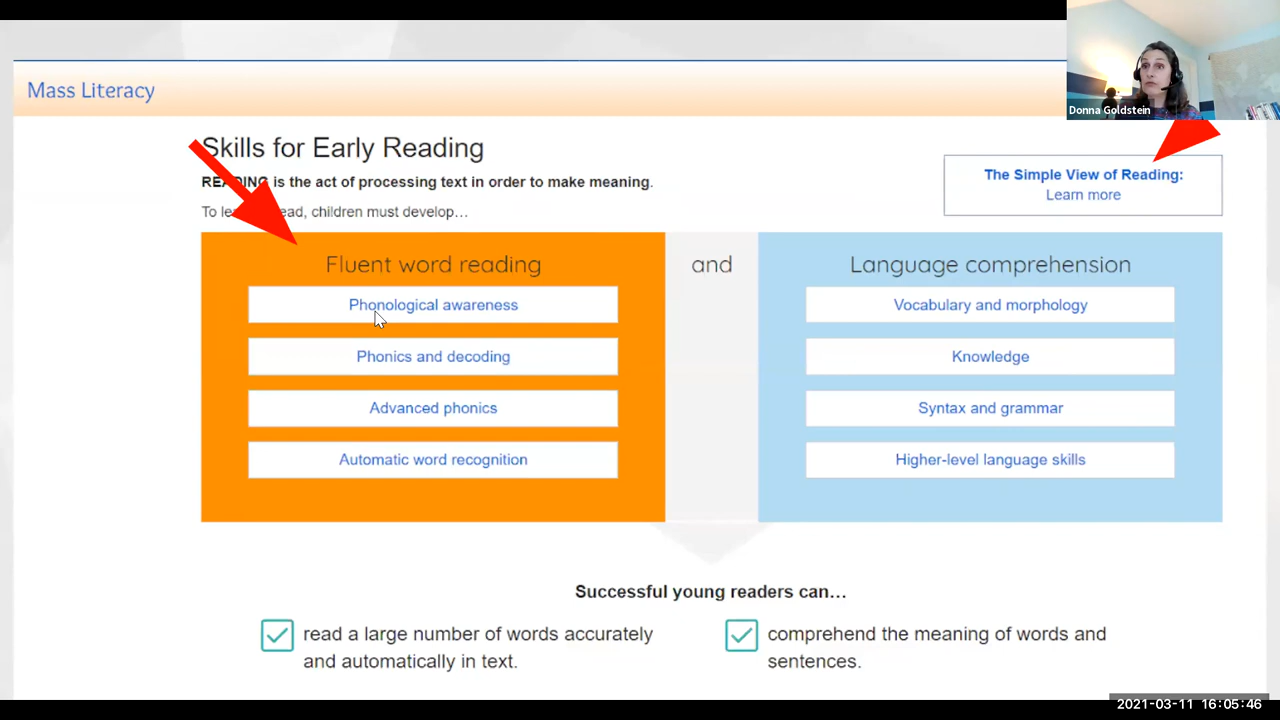 Donna Goldstein
Mass Literacy
Skills for Early Reading
READING is the act of processing text in order to make meaning.
To learn to read, children must develop…
The Simple View of Reading:
Learn more
Fluent word reading
Phonological awareness
Phonics and decoding
Advanced phonics
Automatic word recognition
and
Language comprehension
Vocabulary and morphology
Knowledge
Syntax and grammar
Higher-level language skills
Successful young readers can…
read a large number of words accurately
and automatically in text.
comprehend the meaning of words and
sentences.
2021-03-11 16:05:46